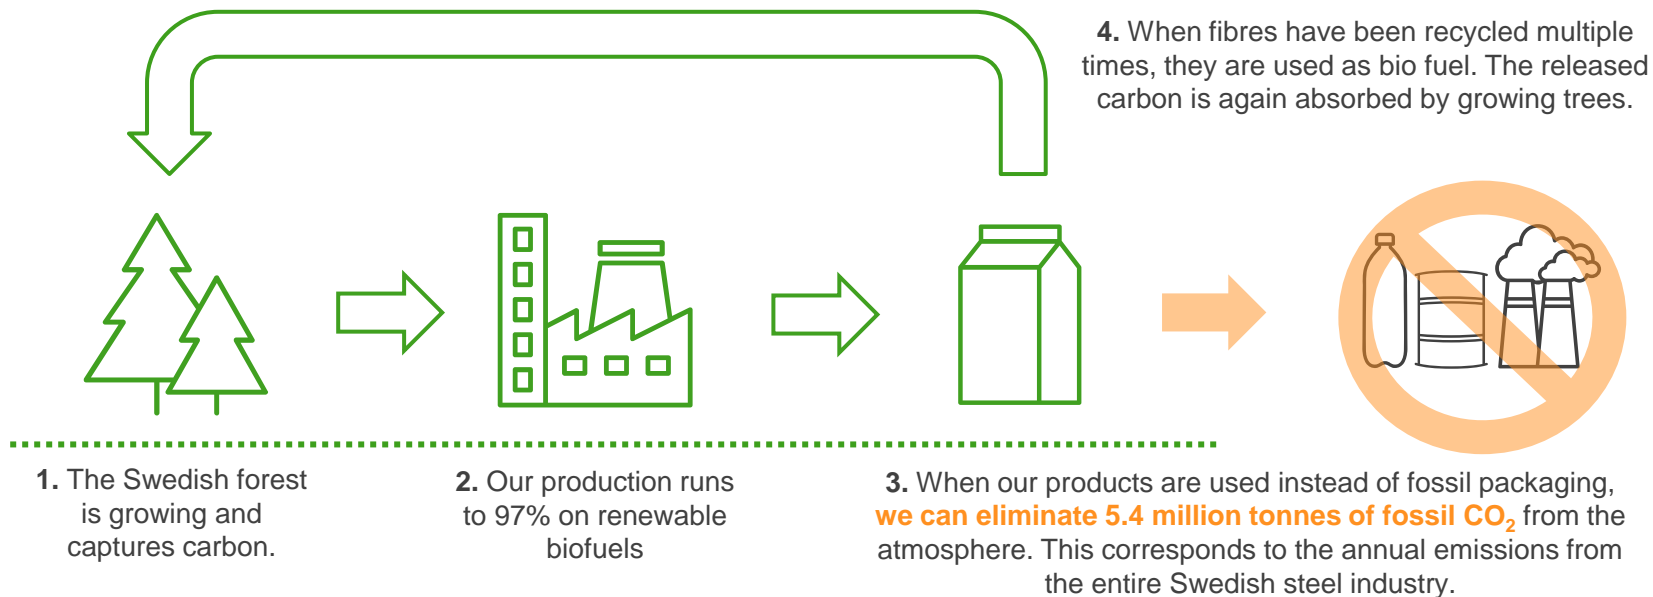 4. When fibres have been recycled multiple
times, they are used as bio fuel. The released
carbon is again absorbed by growing trees.
1. The Swedish forest
is growing and
captures carbon.
2. Our production runs
to 97% on renewable
biofuels
3. When our products are used instead of fossil packaging,
we can eliminate 5.4 million tonnes of fossil CO₂ from the
atmosphere. This corresponds to the annual emissions from
the entire Swedish steel industry.